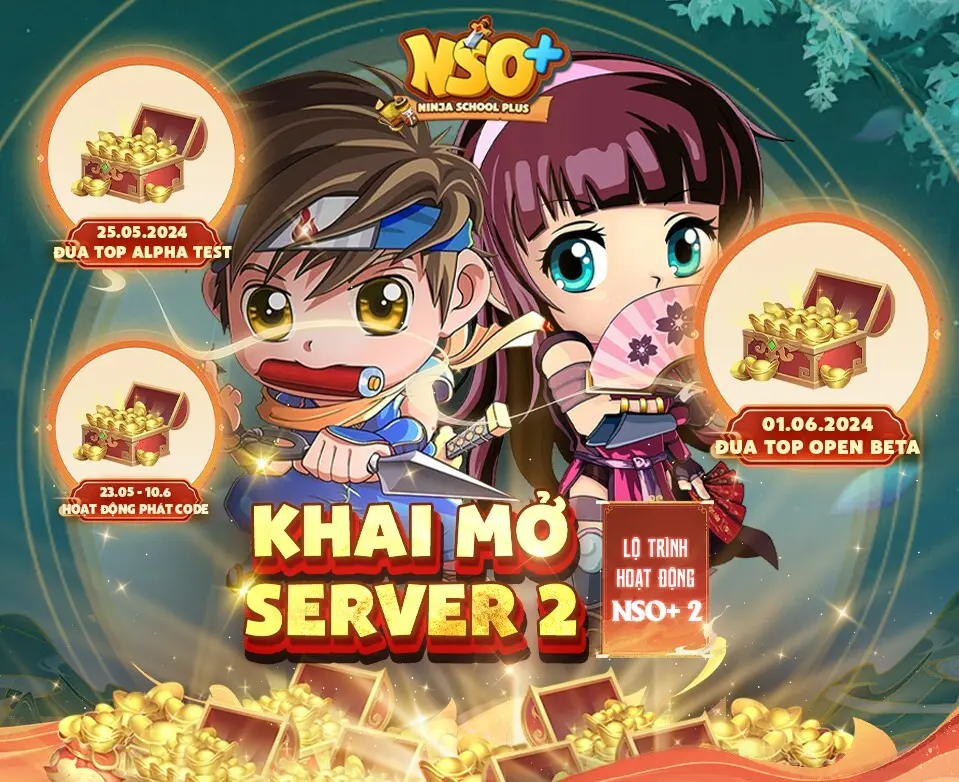 NSO+
NINJA SCHOOL PLUS
25.05.2024
ĐUA TOP ALPHA TEST
01.06.2024
ĐUA TOP OPEN BETA
23.05 - 10.6
HOẠT ĐỘNG PHÁT CODE
KHAI MỞ
SERVER 2
LỘ TRÌNH
HOẠT ĐỘNG
NSO+ 2